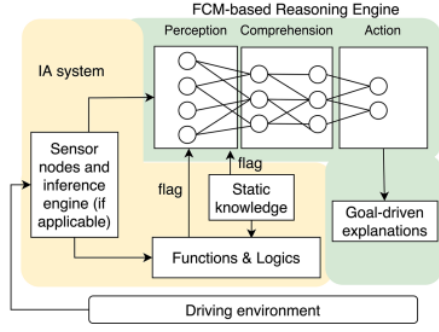 FCM-based Reasoning Engine
Perception
Comprehension
Action
IA system
Sensor
nodes and
inference
engine (if
applicable)
flag
flag
Static
knowledge
Functions & Logics
Goal-driven
explanations
Driving environment